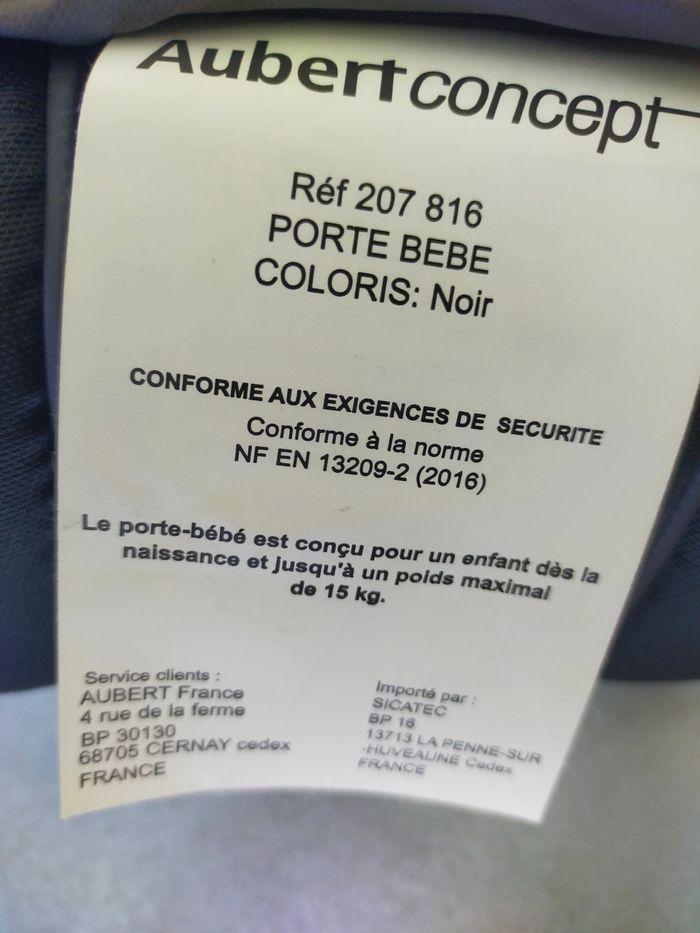 Aubert concept
Réf 207 816
PORTE BEBE
COLORIS: Noir
CONFORME AUX EXIGENCES DE SECURITE
Conforme à la norme
NF EN 13209-2 (2016)
Le porte-bébé est conçu pour un enfant dès la
naissance et jusqu'à un poids maximal
de 15 kg.
Service clients :
AUBERT France
4 rue de la ferme
BP 30130
68705 CERNAY cedex
FRANCE
Importé par :
SICATEC
BP 16
13713 LA PENNE-SUR
-HUVEAUNE Cedex
FRANCE